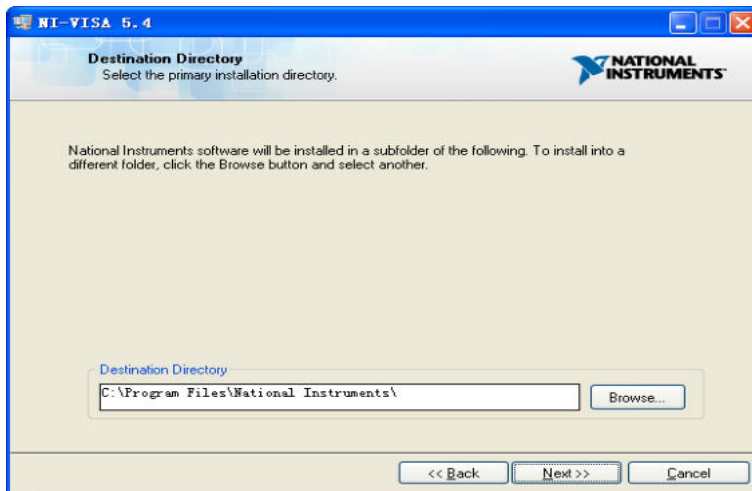 NI-VISA 5.4
Destination Directory
Select the primary installation directory.
NATIONAL
INSTRUMENTS™
National Instruments software will be installed in a subfolder of the following. To install into a
different folder, click the Browse button and select another.
Destination Directory
C:\Program Files\National Instruments\
Browse...
<< Back
Next >>
Cancel